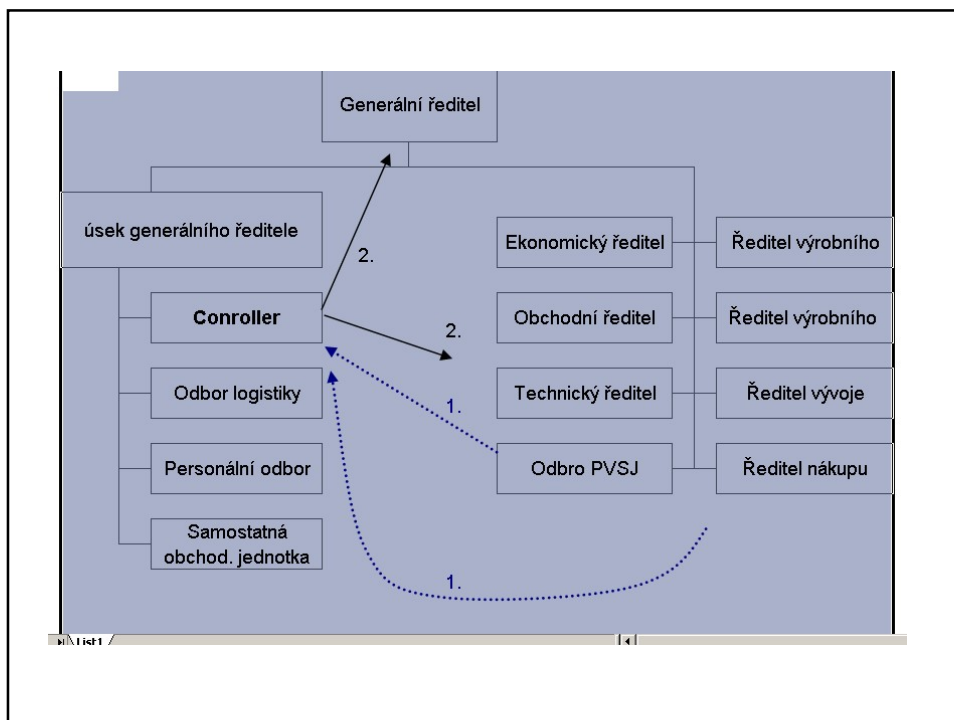 Generální ředitel
úsek generálního ředitele
2.
Conroller
2.
Odbor logistiky
1.
Personální odbor
Samostatná
obchod. jednotka
1.
Ekonomický ředitel
Ředitel výrobního
Obchodní ředitel
Ředitel výrobního
Technický ředitel
Ředitel vývoje
Odbro PVSJ
Ředitel nákupu
List1